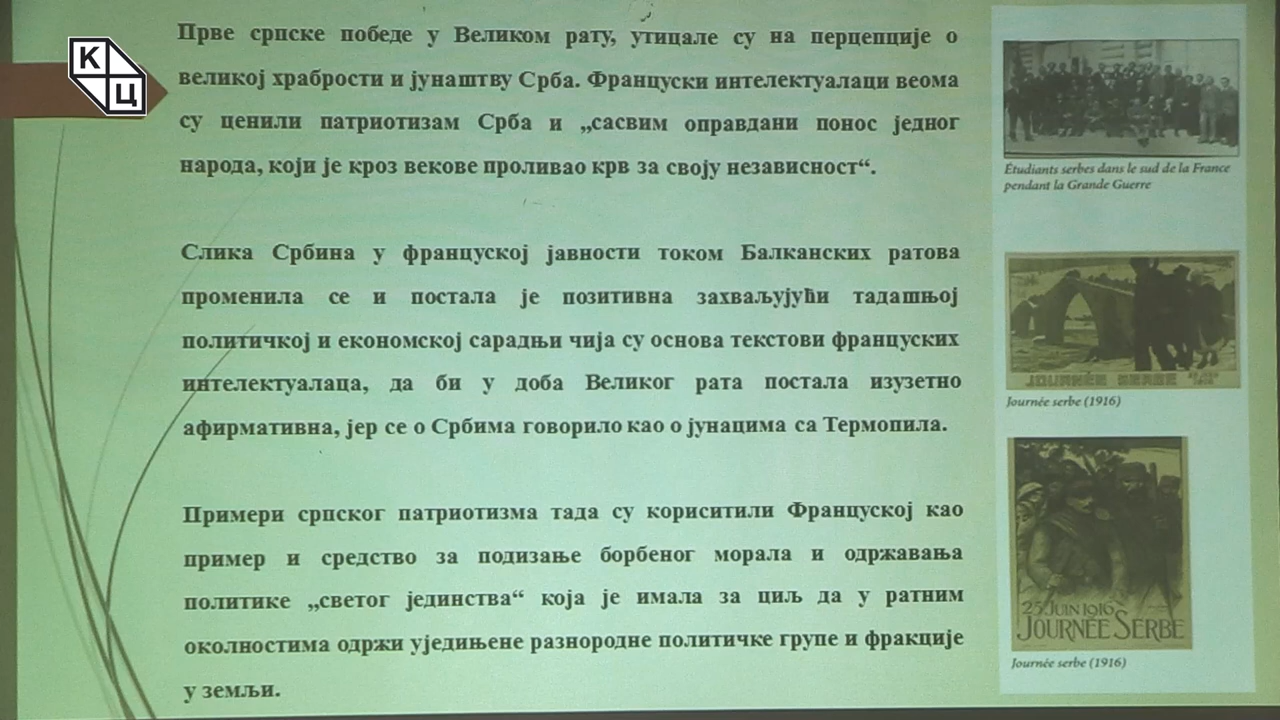 КЦ
Прве српске победе у Великом рату, утицале су на перцепције о
великој храбрости и јунаштву Срба. Француски интелектуалаци веома
су ценили патриотизам Срба и „сасвим оправдани понос једног
народа, који је кроз векове проливао крв за своју независност“.
Слика Србина у француској јавности током Балканских ратова
променила се и постала је позитивна захваљујући тадашњој
политичкој и економској сарадњи чија су основа текстови француских
интелектуалаца, да би у доба Великог рата постала изузетно
афирмативна, јер се о Србима говорило као о јунацима са Термопила.
Примери српског патриотизма тада су кориситили Француској као
пример и средство за подизање борбеног морала и одржавања
политике „светог јединства“ која је имала за циљ да у ратним
околностима одржи уједињене разнородне политичке групе и фракције
у земљи.
Étudiants serbes dans le sud de la France
pendant la Grande Guerre
JOURNÉE SERBE
Journée serbe (1916)
25 JUIN 1916
JOURNÉE SERBE
Journée serbe (1916)